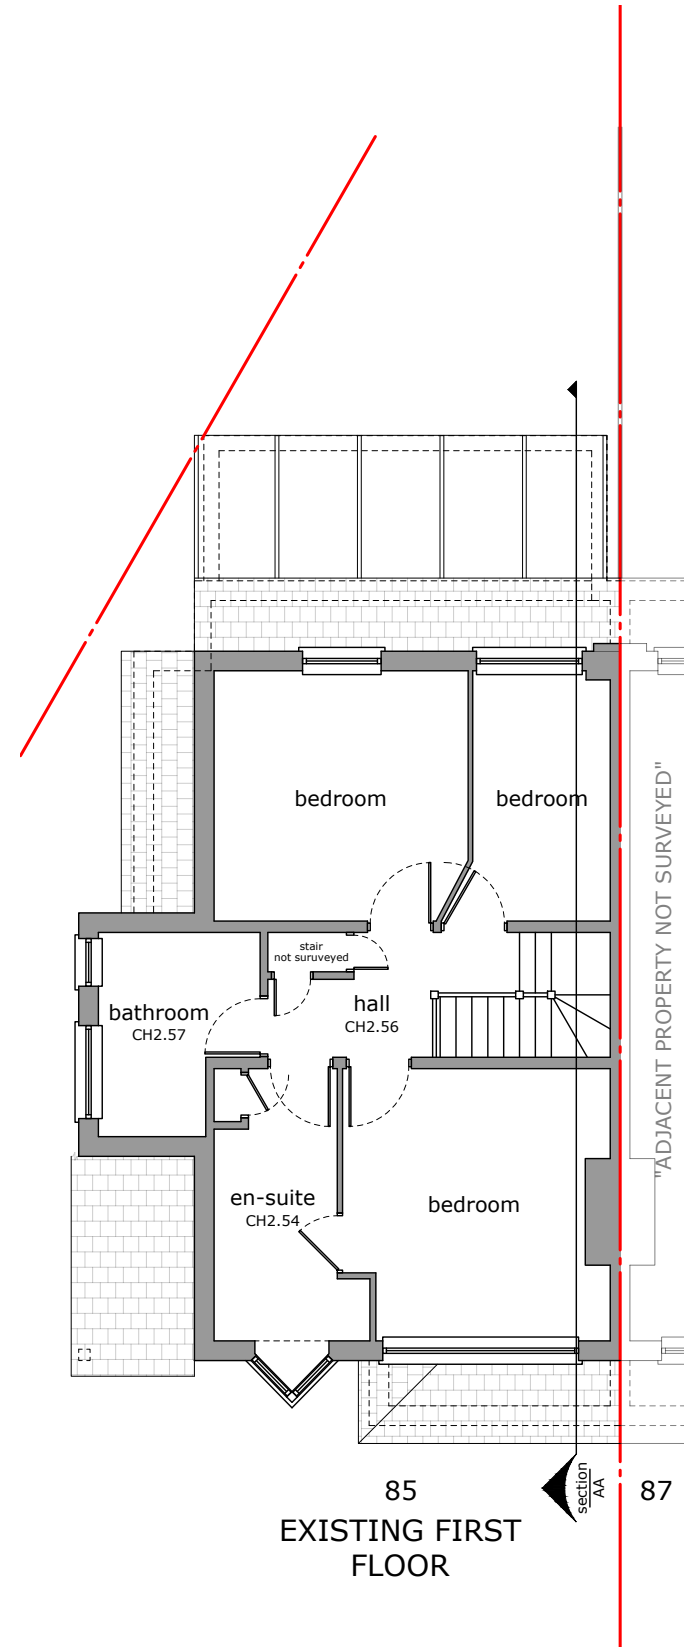 bedroom
bedroom
"ADJACENT PROPERTY NOT SURVEYED"
stair
not suruveyed
bathroom
CH2.57
hall
CH2.56
en-suite
CH2.54
bedroom
section
AA
85
87
EXISTING FIRST
FLOOR